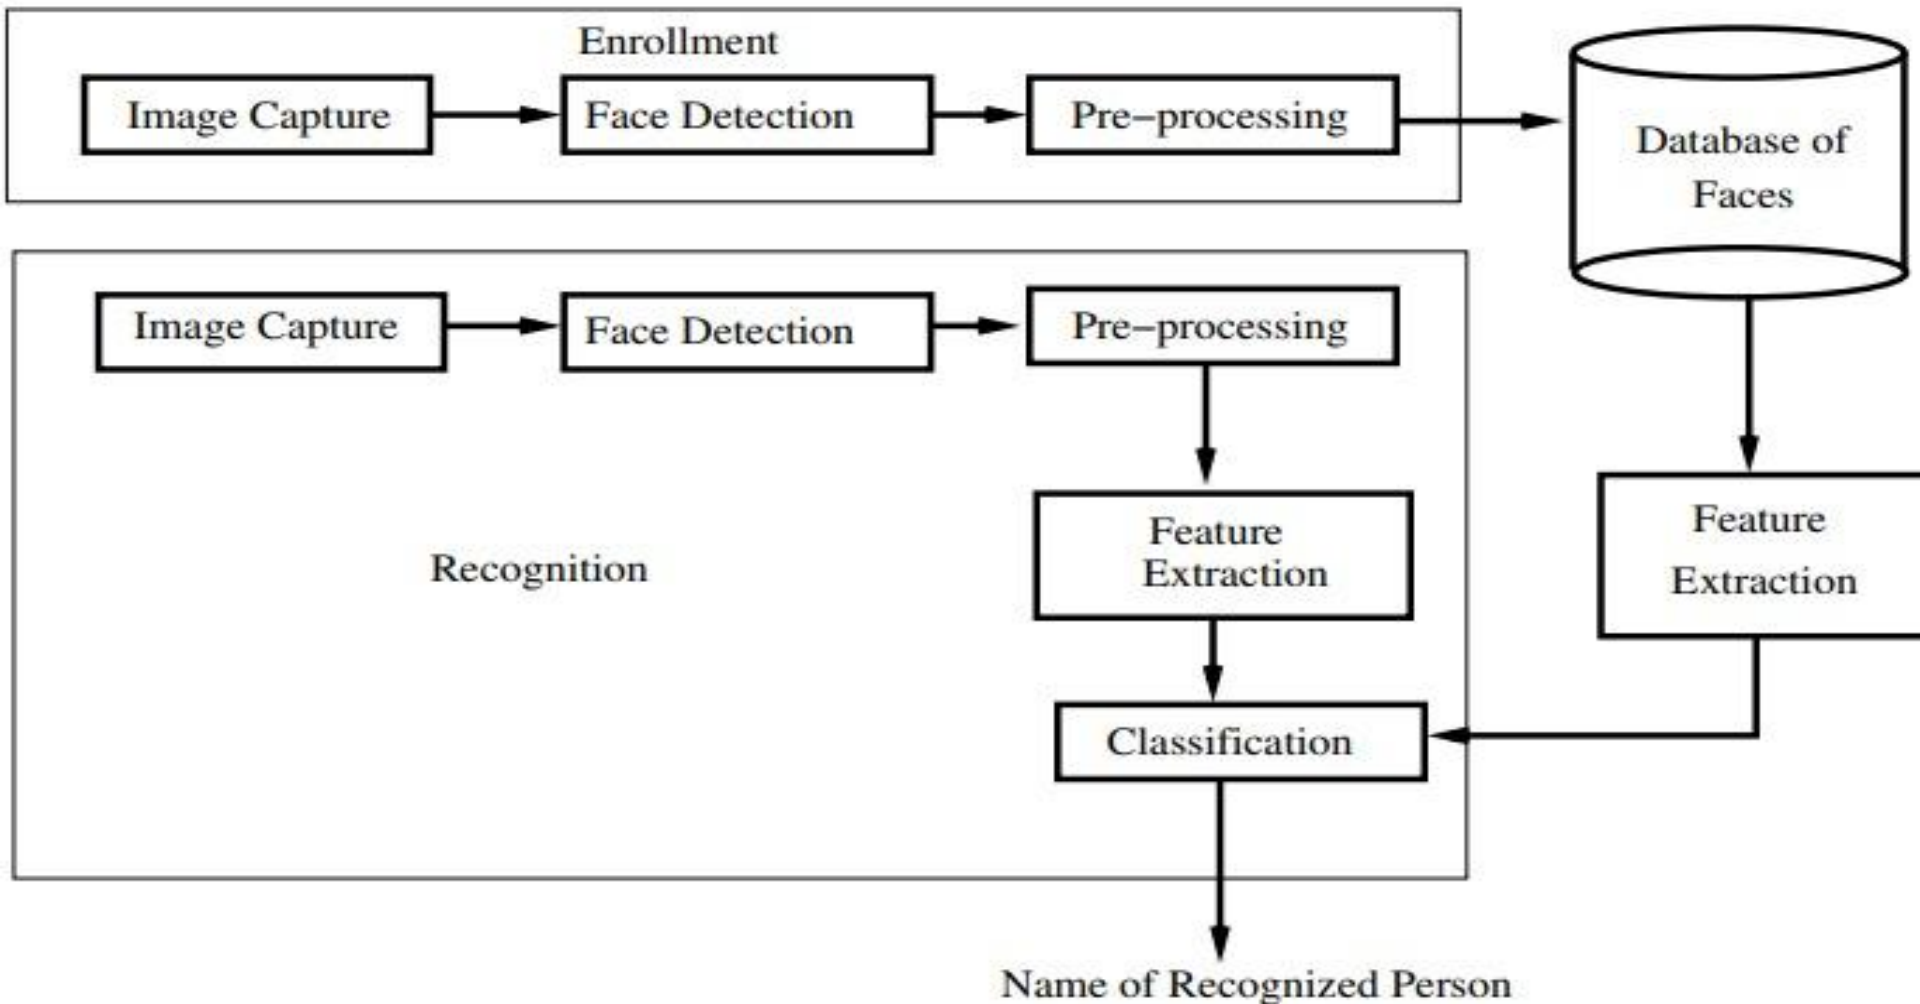 Enrollment
Image Capture
Face Detection
Pre−processing
Database of
Faces
Image Capture
Face Detection
Pre−processing
Feature
Extraction
Feature
Extraction
Recognition
Classification
Name of Recognized Person